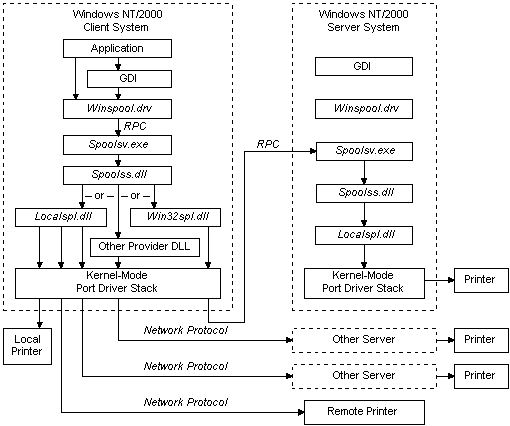 Windows NT/2000
Client System
Application
GDI
Winspool.drv
RPC
Spoolsv.exe
Spoolss.dll
– or –
– or –
Localspl.dll
Win32spl.dll
Other Provider DLL
Kernel-Mode
Port Driver Stack
Local
Printer
Windows NT/2000
Server System
GDI
Winspool.drv
RPC
Spoolsv.exe
Spoolss.dll
Localspl.dll
Kernel-Mode
Port Driver Stack
Printer
Network Protocol
Other Server
Printer
Network Protocol
Other Server
Printer
Network Protocol
Remote Printer